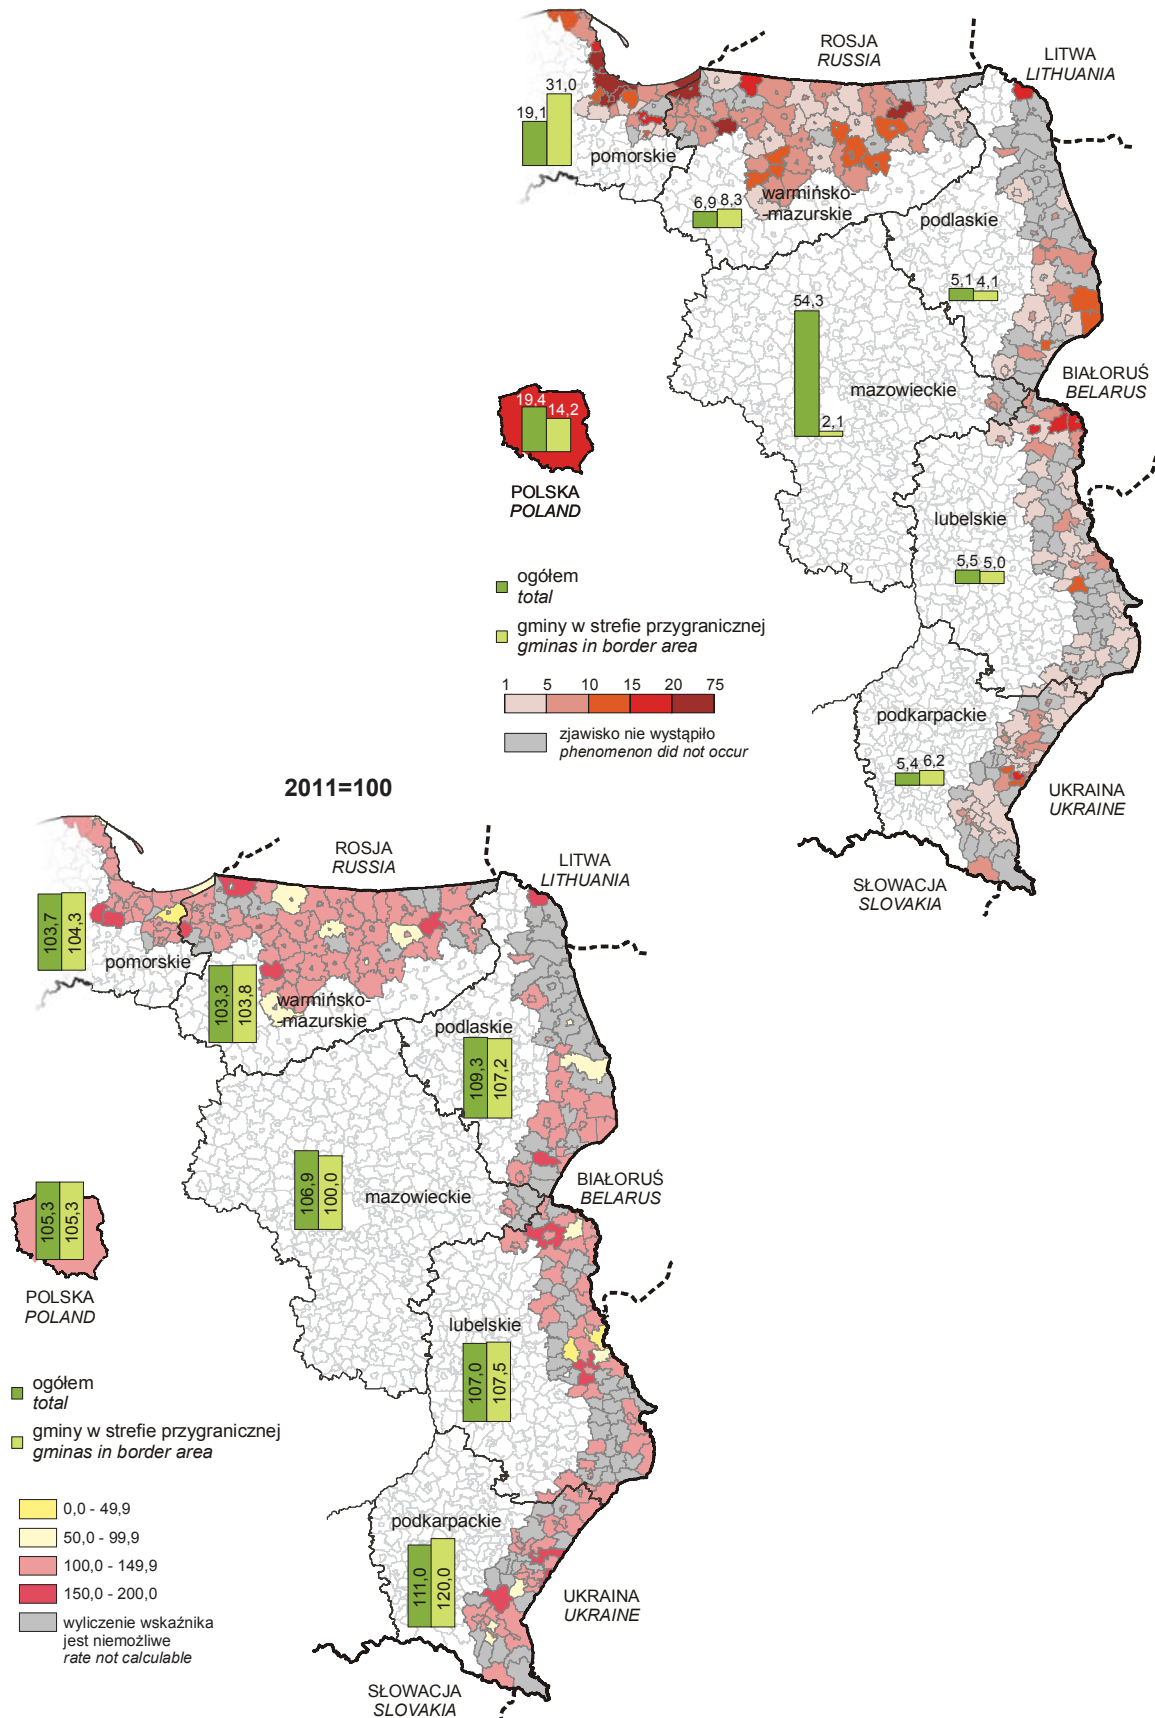 ROSJA
RUSSIA
LITWA
LITHUANIA
31,0
19,1
pomorskie
6,9 8,3
warmińsko-
-mazurskie
podlaskie
5,1 4,1
54,3
2,1
mazowieckie
BIAŁORUŚ
BELARUS
19,4
14,2
POLSKA
POLAND
lubelskie
5,5 5,0
ogółem
total
gminy w strefie przygranicznej
gminas in border area
1 5 10 15 20 75
zjawisko nie wystąpiło
phenomenon did not occur
podkarpackie
5,4 6,2
UKRAINA
UKRAINE
SŁOWACJA
SLOVAKIA
2011=100
ROSJA
RUSSIA
LITWA
LITHUANIA
103,7
104,3
pomorskie
103,3
103,8
warmińsko-
-mazurskie
podlaskie
109,3
107,2
106,9
100,0
mazowieckie
BIAŁORUŚ
BELARUS
105,3
105,3
POLSKA
POLAND
lubelskie
107,0
107,5
ogółem
total
gminy w strefie przygranicznej
gminas in border area
0,0 - 49,9
50,0 - 99,9
100,0 - 149,9
150,0 - 200,0
wyliczenie wskaźnika
jest niemożliwe
rate not calculable
podkarpackie
111,0
120,0
UKRAINA
UKRAINE
SŁOWACJA
SLOVAKIA